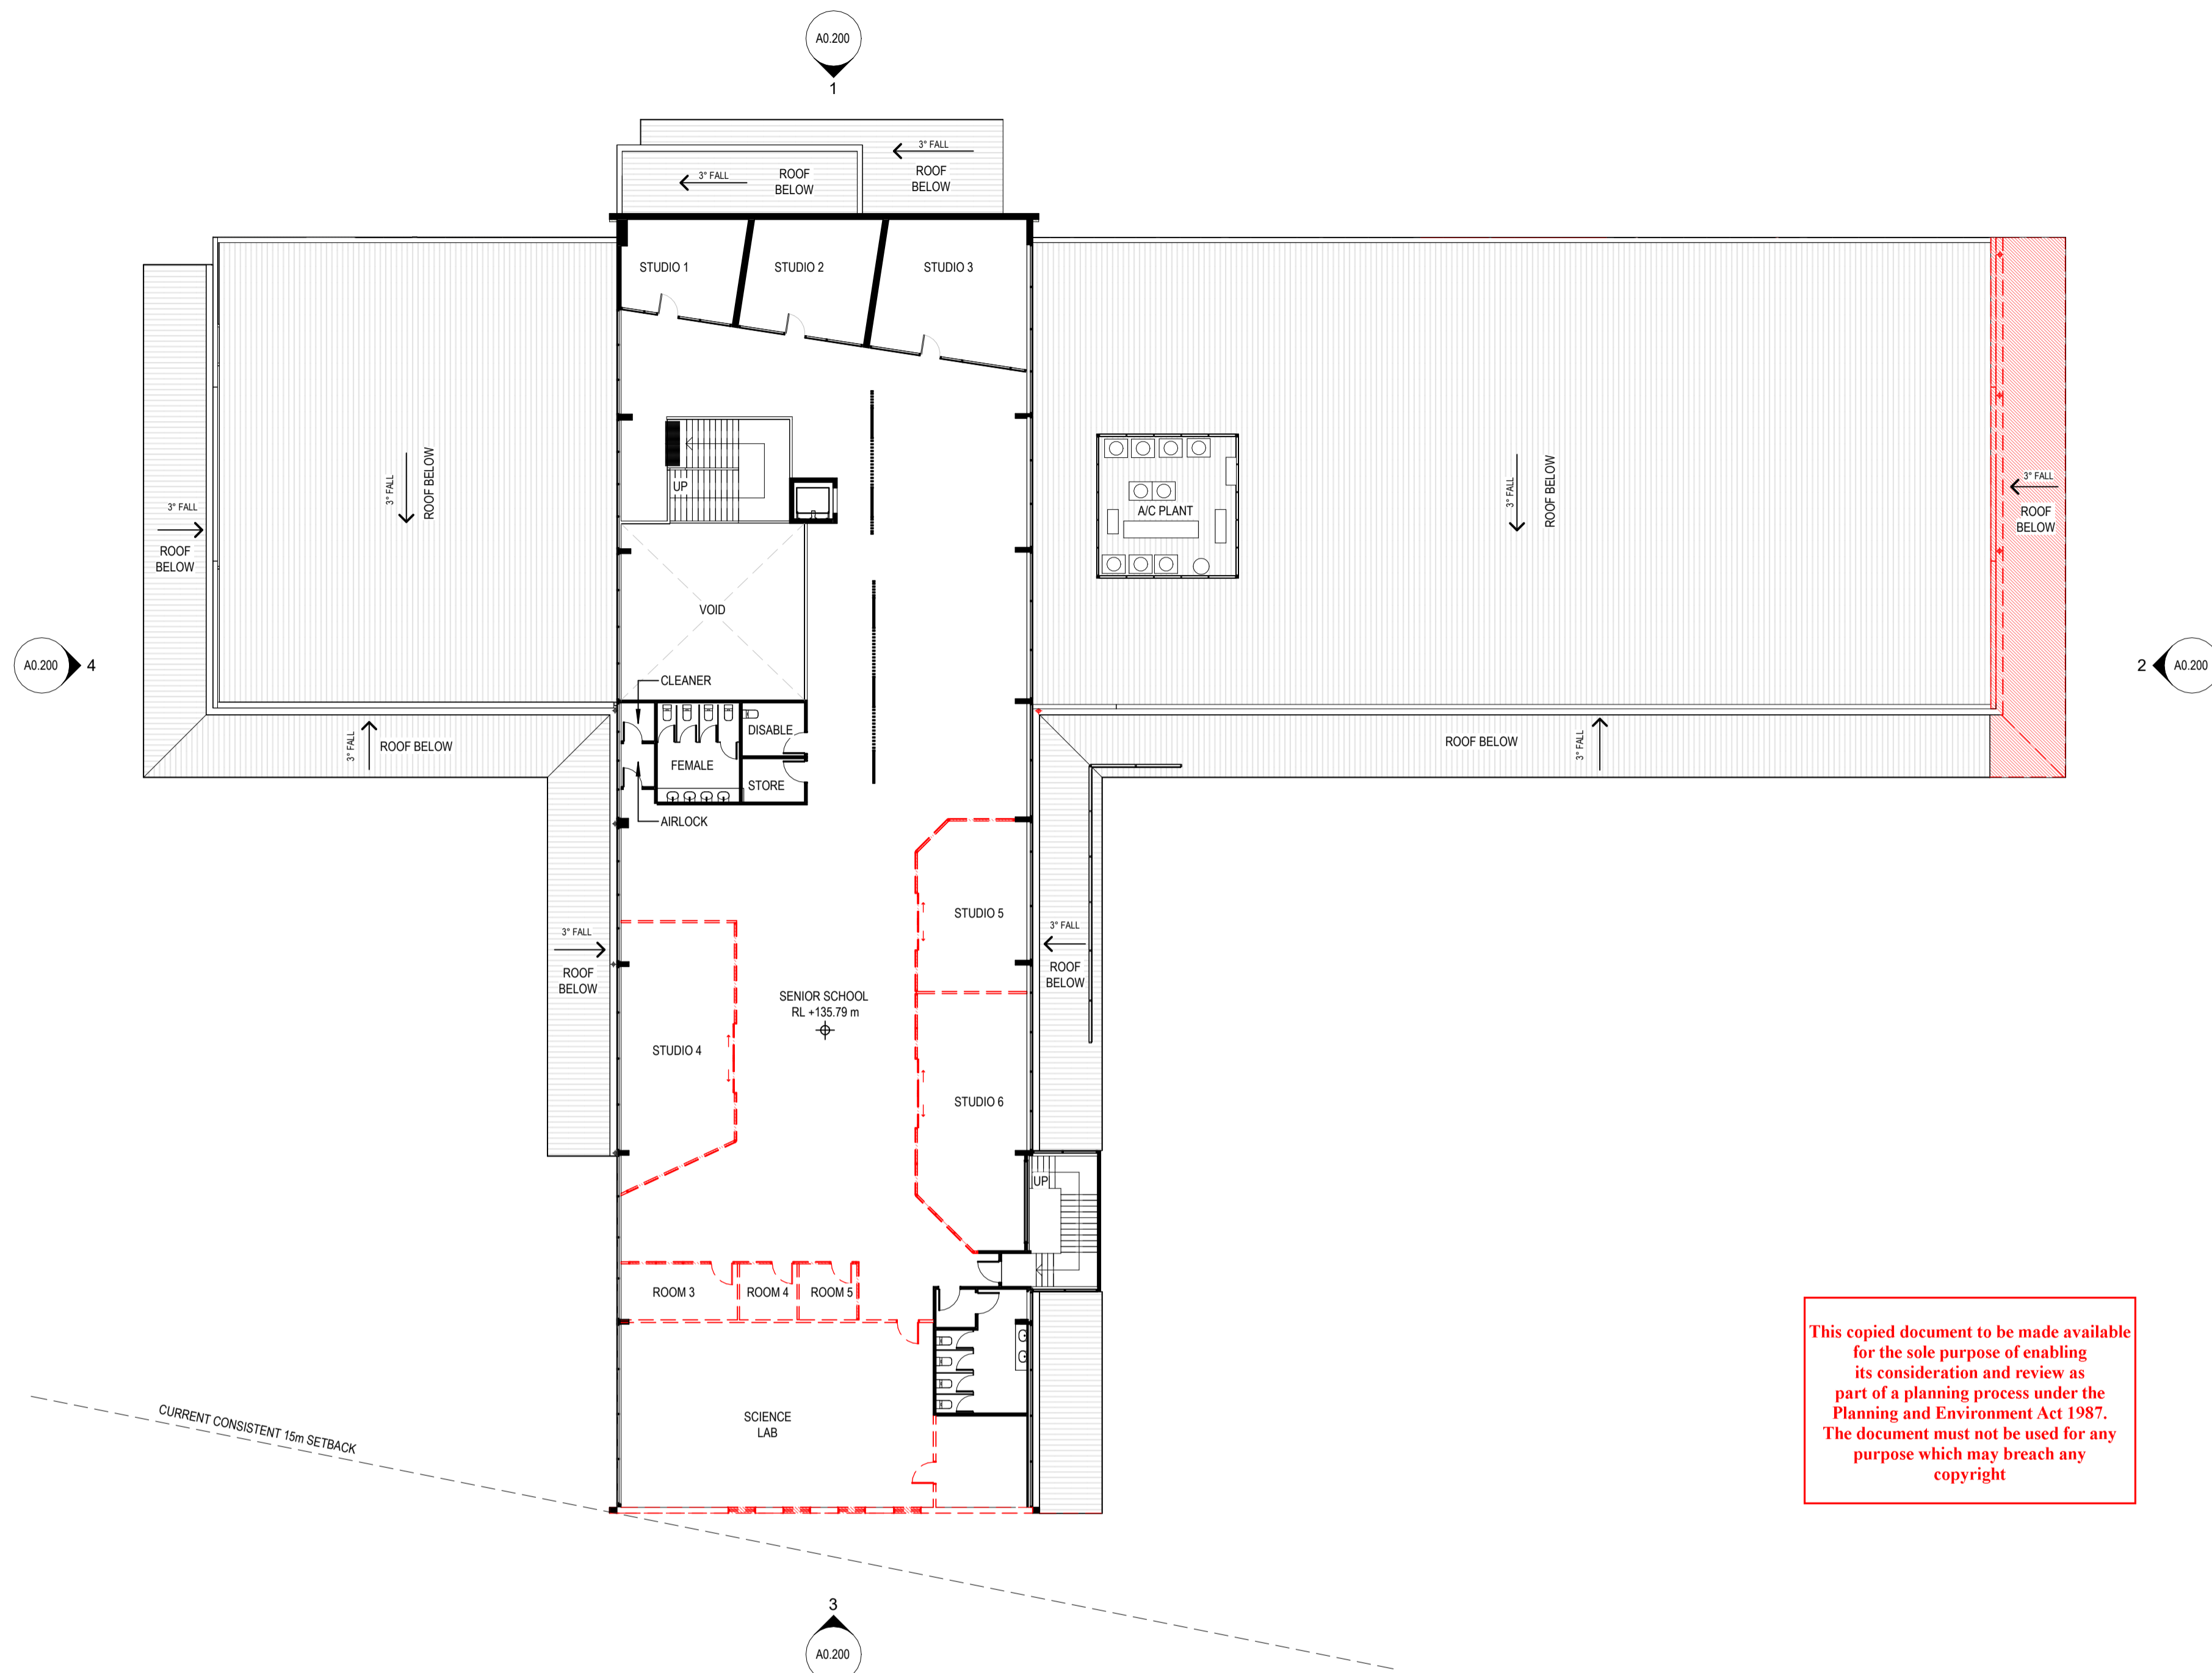 A0.200
1
3° FALL
ROOF
BELOW
3° FALL
ROOF
BELOW
STUDIO 1
STUDIO 2
STUDIO 3
3° FALL
ROOF BELOW
UP
A/C PLANT
3° FALL
ROOF BELOW
3° FALL
ROOF
BELOW
3° FALL
ROOF
BELOW
VOID
A0.200
4
2
A0.200
CLEANER
DISABLE
FEMALE
STORE
AIRLOCK
3° FALL
ROOF BELOW
ROOF BELOW
3° FALL
STUDIO 5
3° FALL
ROOF
BELOW
3° FALL
ROOF
BELOW
SENIOR SCHOOL
RL +135.79 m
STUDIO 4
STUDIO 6
UP
ROOM 3
ROOM 4
ROOM 5
SCIENCE
LAB
CURRENT CONSISTENT 15m SETBACK
This copied document to be made available
for the sole purpose of enabling
its consideration and review as
part of a planning process under the
Planning and Environment Act 1987.
The document must not be used for any
purpose which may breach any
copyright
3
A0.200